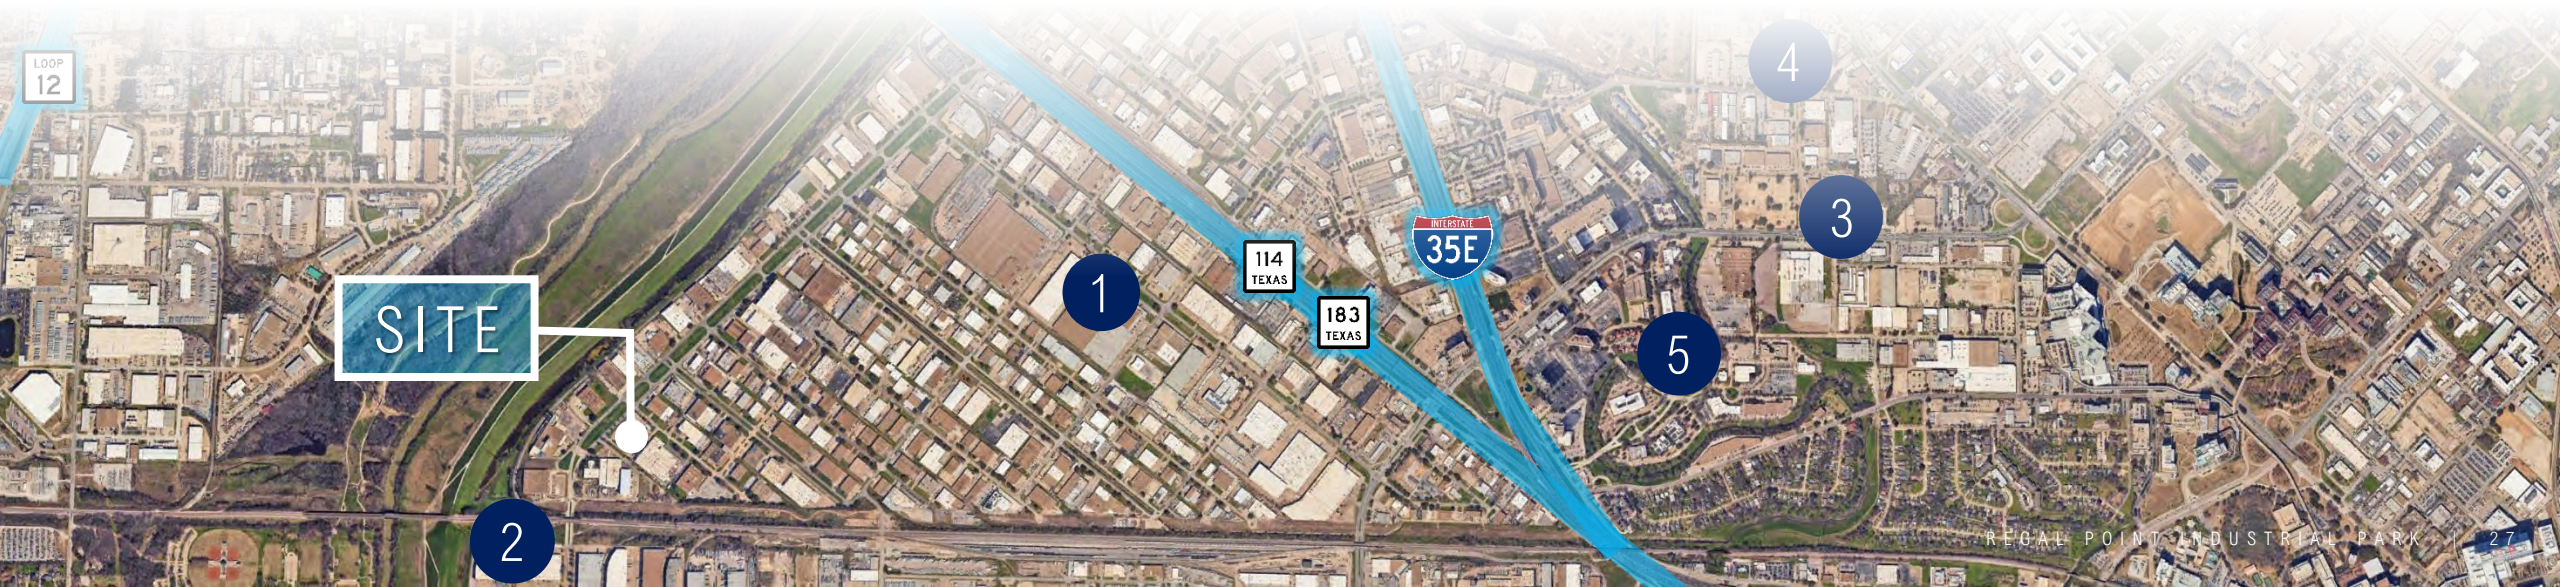 LOOP
12
4
3
INTERSTATE
35E
114
TEXAS
1
183
TEXAS
SITE
5
2
REGAL POINT INDUSTRIAL PARK | 27